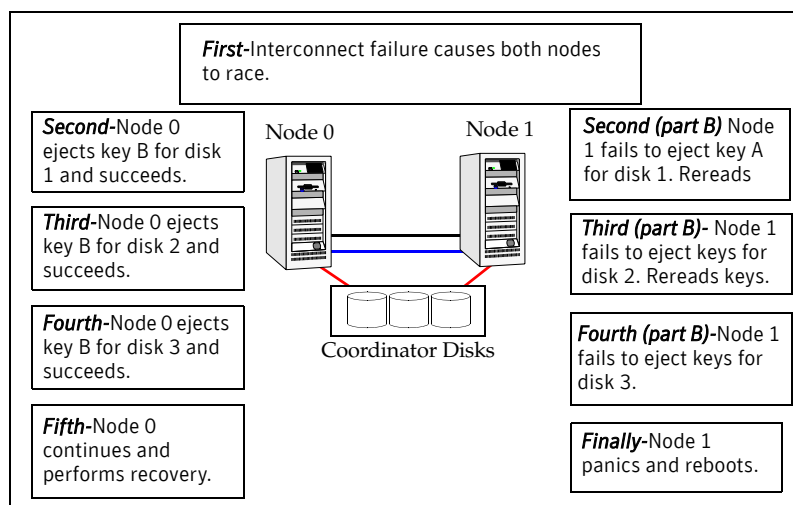 First-Interconnect failure causes both nodes
to race.
Second-Node 0
ejects key B for disk
1 and succeeds.
Third-Node 0 ejects
key B for disk 2 and
succeeds.
Fourth-Node 0 ejects
key B for disk 3 and
succeeds.
Fifth-Node 0
continues and
performs recovery.
Node 0
Node 1
Coordinator Disks
Second (part B) Node
1 fails to eject key A
for disk 1. Rereads
Third (part B)- Node 1
fails to eject keys for
disk 2. Rereads keys.
Fourth (part B)-Node 1
fails to eject keys for
disk 3.
Finally-Node 1
panics and reboots.